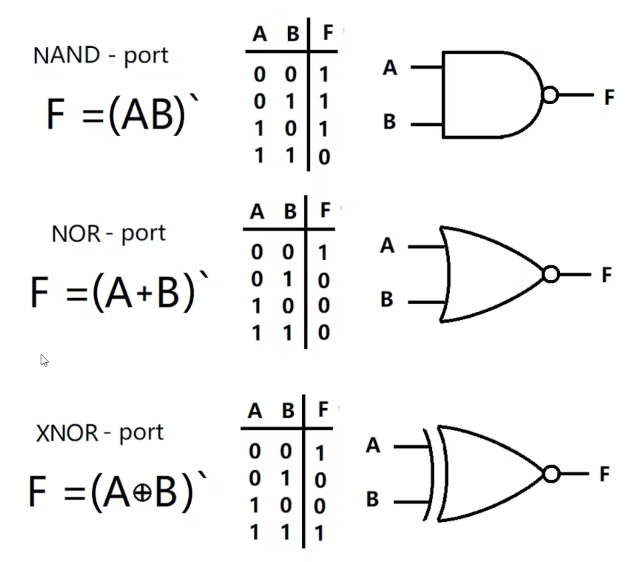 NAND - port
F =(AB)`
A B F
0 0 1
0 1 1
1 0 1
1 1 0
A
B
F
NOR - port
F =(A+B)`
A B F
0 0 1
0 1 0
1 0 0
1 1 0
A
B
F
XNOR - port
F =(A⊕B)`
A B F
0 0 1
0 1 0
1 0 0
1 1 1
A
B
F